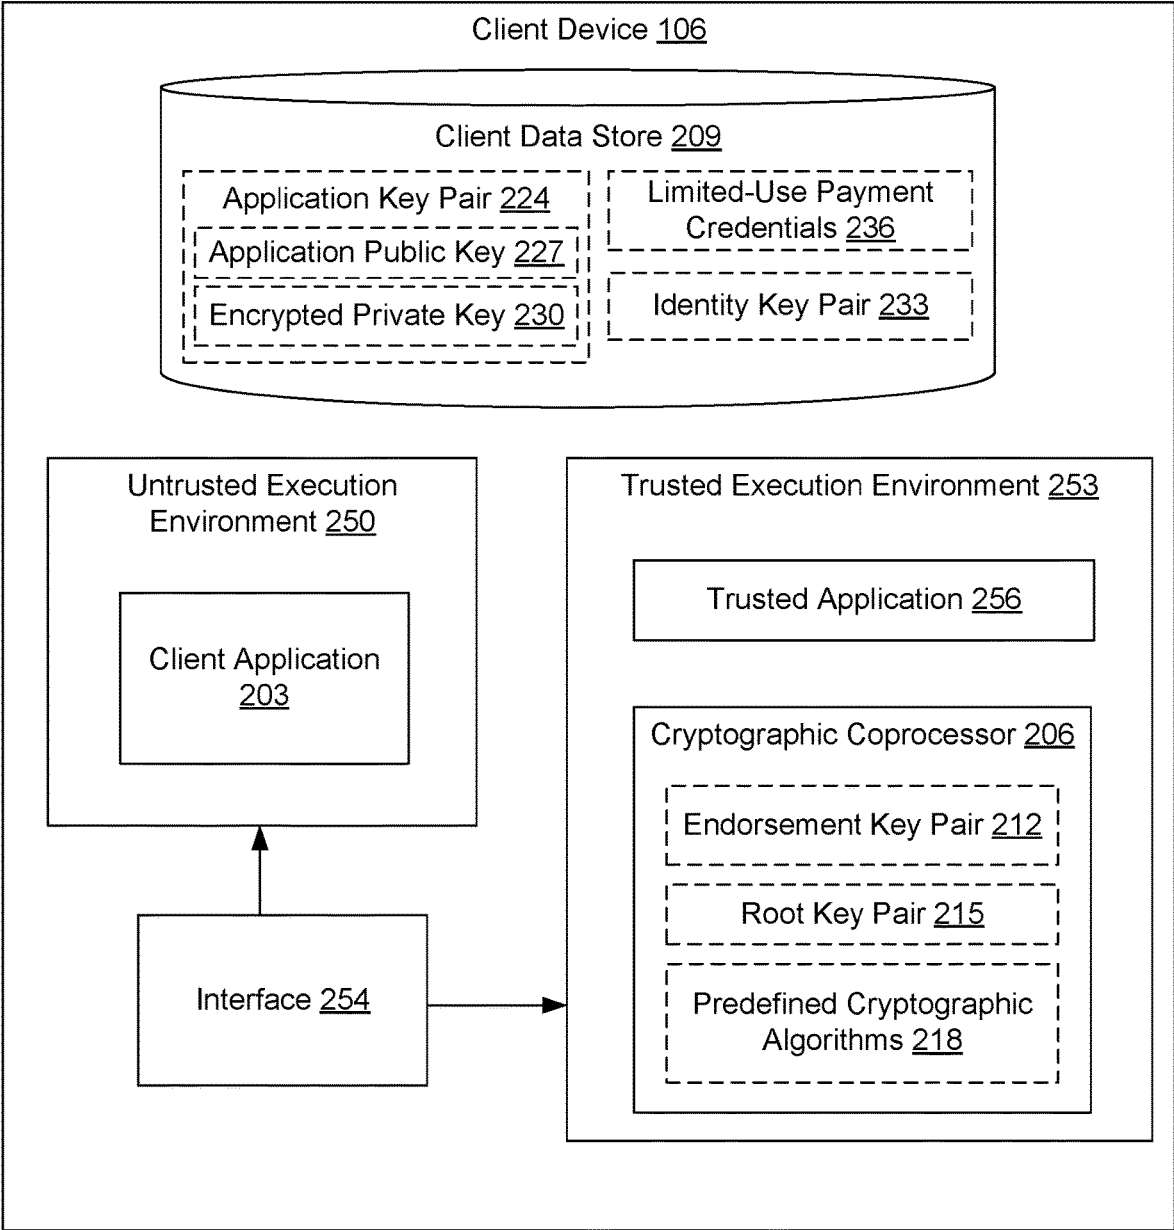 Client Device 106
Client Data Store 209
Application Key Pair 224
Application Public Key 227
Encrypted Private Key 230
Limited-Use Payment
Credentials 236
Identity Key Pair 233
Untrusted Execution
Environment 250
Client Application
203
Interface 254
Trusted Execution Environment 253
Trusted Application 256
Cryptographic Coprocessor 206
Endorsement Key Pair 212
Root Key Pair 215
Predefined Cryptographic
Algorithms 218